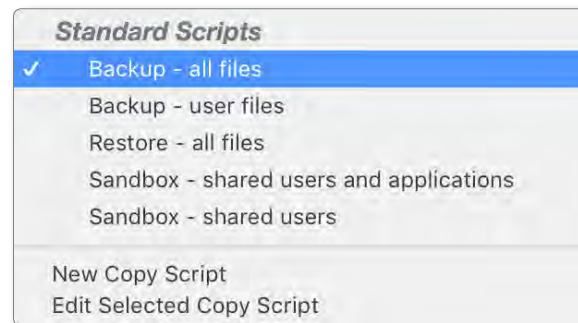 Standard Scripts
✓ Backup - all files
Backup - user files
Restore - all files
Sandbox - shared users and applications
Sandbox - shared users
New Copy Script
Edit Selected Copy Script